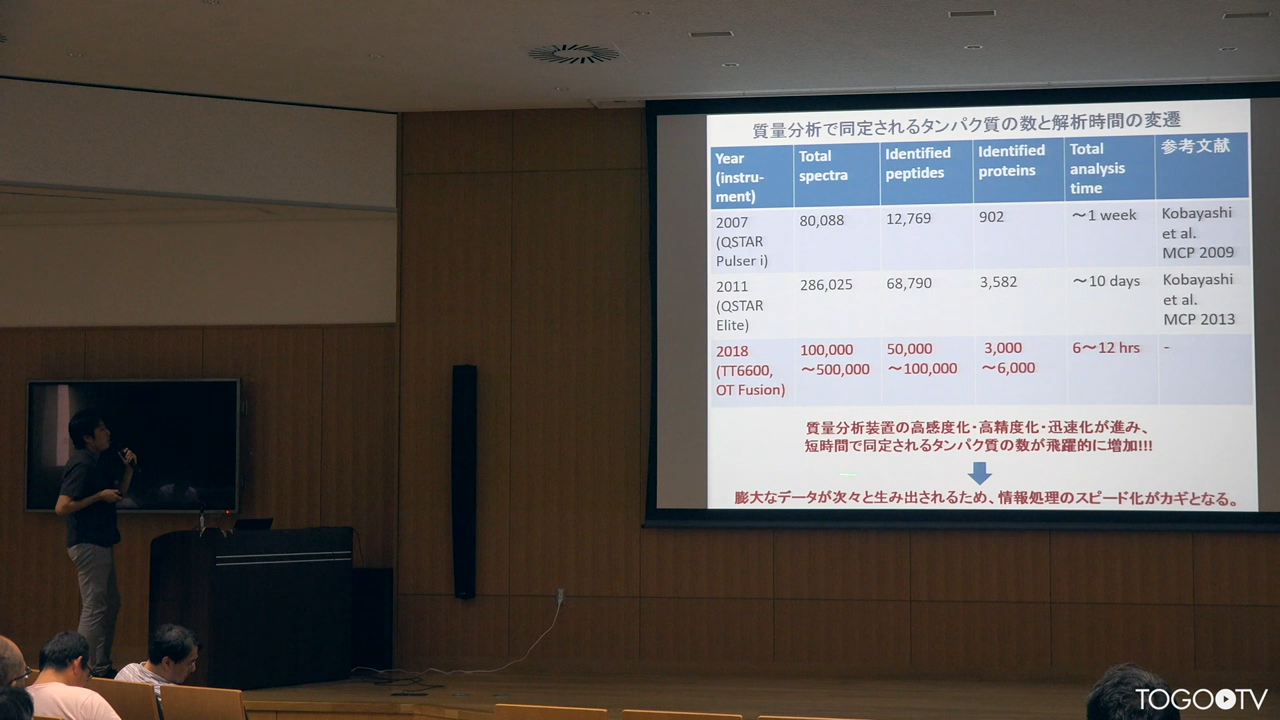 質量分析で同定されるタンパク質の数と解析時間の変遷
Year (instru-ment) Total spectra Identified peptides Identified proteins Total analysis time 参考文献
2007 (QSTAR Pulser i) 80,088 12,769 902 ～1 week Kobayashi et al. MCP 2009
2011 (QSTAR Elite) 286,025 68,790 3,582 ～10 days Kobayashi et al. MCP 2013
2018 (TT6600, OT Fusion) 100,000 ～500,000 50,000 ～100,000 3,000 ～6,000 6～12 hrs -
質量分析装置の高感度化・高精度化・迅速化が進み、
短時間で同定されるタンパク質の数が飛躍的に増加!!!
膨大なデータが次々と生み出されるため、情報処理のスピード化がカギとなる。
TOGOTV